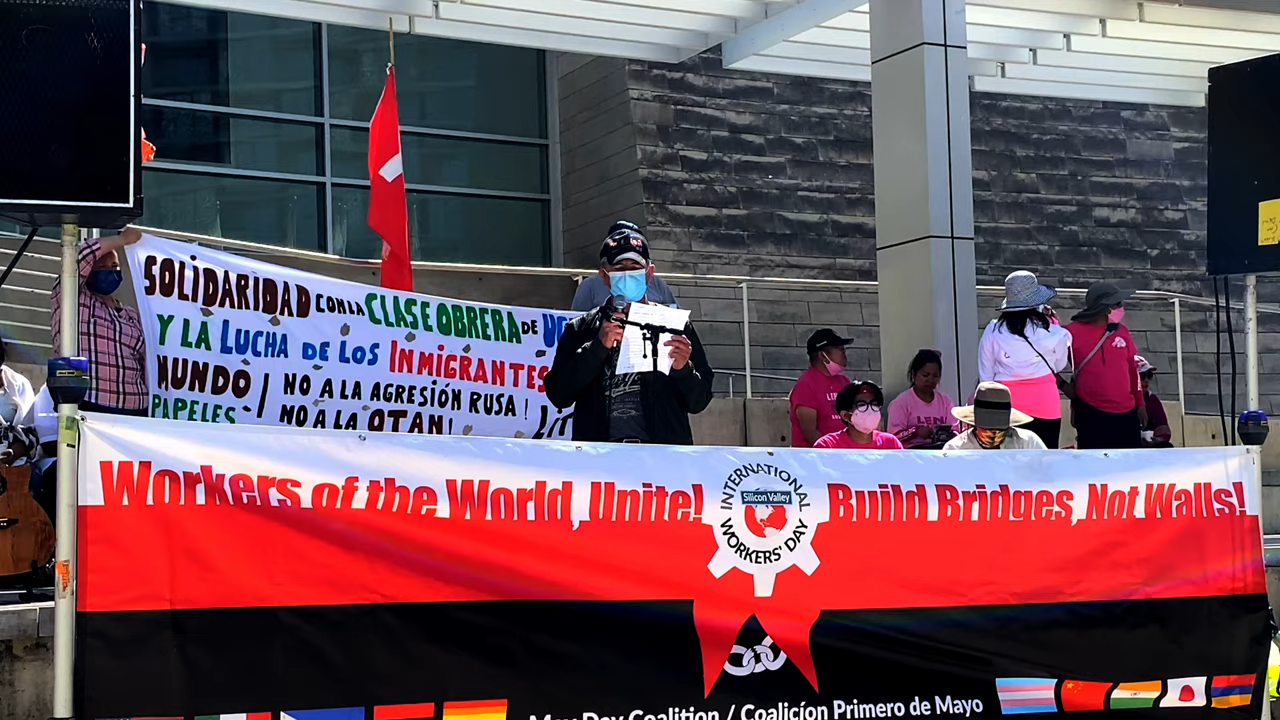 SOLIDARIDAD CON LA CLASE OBRERA DE
Y LA LUCHA DE LOS INMIGRANTES
MUNDO / NO A LA AGRESIÓN RUSA!
PAPELES NO A LA OTAN!
Workers of the World, Unite!
INTERNATIONAL
Silicon Valley
WORKERS' DAY
Build Bridges, Not Walls!
May Day Coalition / Coalicíon Primero de Mayo